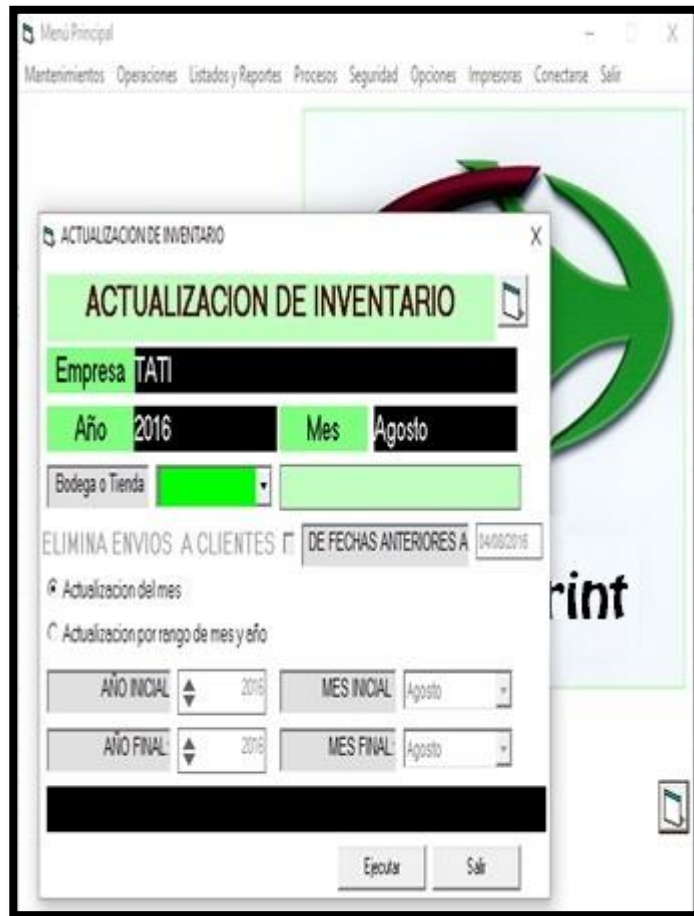 Menú Principal
Mantenimientos Operaciones Listados y Reportes Procesos Seguridad Opciones Impresoras Conectarse Salir
ACTUALIZACION DE INVENTARIO
ACTUALIZACION DE INVENTARIO
Empresa TATI
Año 2016 Mes Agosto
Bodega o Tienda
ELIMINA ENVIOS A CLIENTES DE FECHAS ANTERIORES A 04/08/2016
Actualizacion del mes
rint
Actualizacion por rango de mes y año
AÑO INICIAL 2016 MES INICIAL Agosto
AÑO FINAL: 2016 MES FINAL: Agosto
Ejecutar Salir